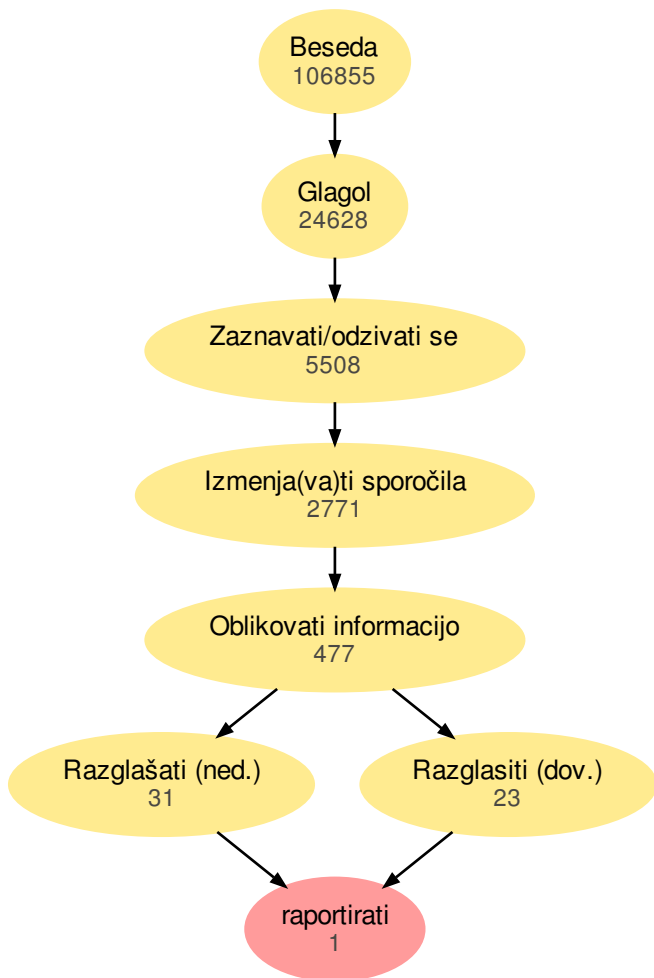 Beseda
106855
Glagol
24628
Zaznavati/odzivati se
5508
Izmenja(va)ti sporočila
2771
Oblikovati informacijo
477
Razglašati (ned.)
31
Razglasiti (dov.)
23
raportirati
1